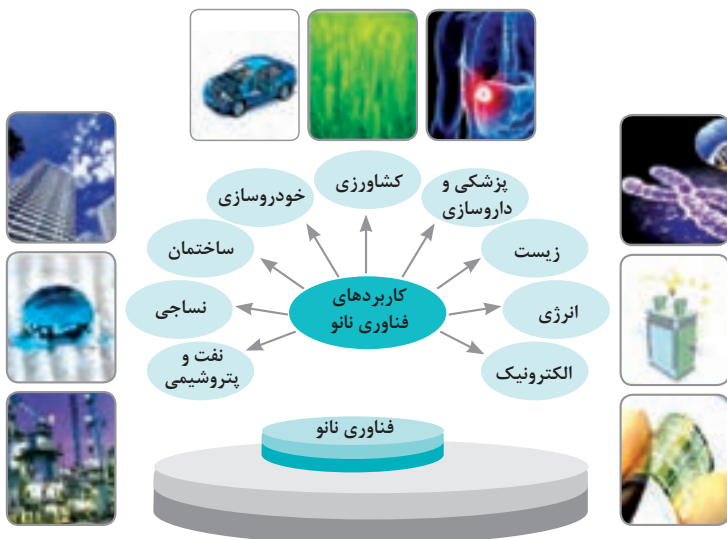 کشاورزی
پزشکی و
داروسازی
خودروسازی
زیست
ساختمان
کاربردهای
فناوری نانو
انرژی
نساجی
الکترونیک
نفت و
پتروشیمی
فناوری نانو